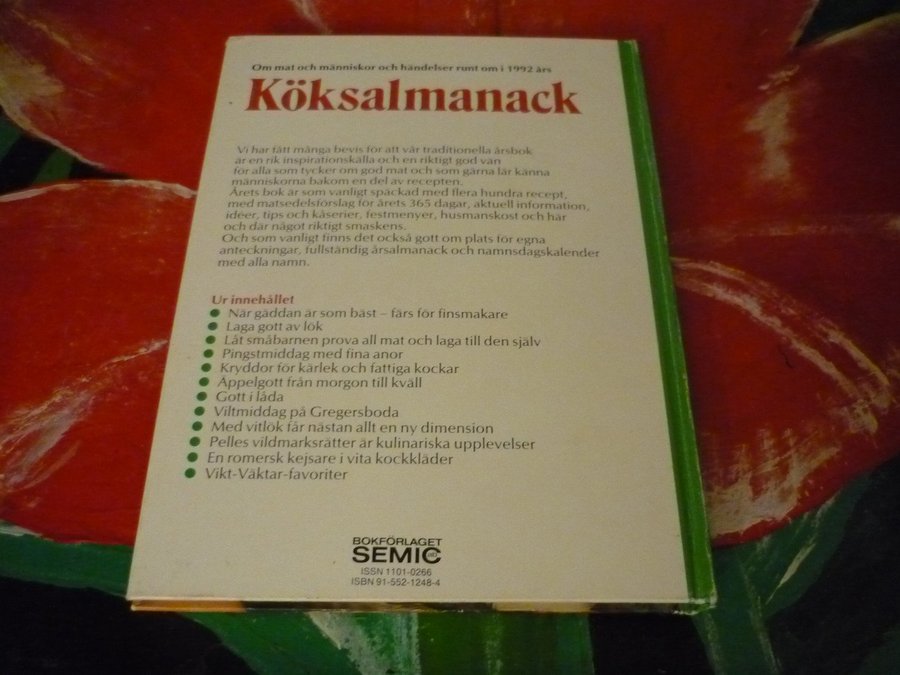 Om mat och människor och händelser runt om i 1992 års
Köksalmanack
Vi har fått många bevis för att vår traditionella årsbok
är en rik inspirationskälla och en riktigt god vän
för alla som tycker om god mat och som gärna lär känna
människorna bakom en del av recepten.
Årets bok är som vanligt späckad med flera hundra recept,
med matsedelsförslag för årets 365 dagar, aktuell information,
idéer, tips och kåserier, festmenyer, husmanskost och här
och där något riktigt smaskens.
Och som vanligt finns det också gott om plats för egna
anteckningar, fullständig årsalmanack och namnsdagskalender
med alla namn.
Ur innehållet
● När gäddan är som bäst – färs för finsmakare
● Laga gott av lök
● Låt småbarnen prova all mat och laga till den själv
● Pingstmiddag med fina anor
● Kryddor för kärlek och fattiga kockar
● Äppelgott från morgon till kväll
● Gott i låda
● Viltmiddag på Gregersboda
● Med vitlök får nästan allt en ny dimension
● Pelles vildmarksrätter är kulinariska upplevelser
● En romersk kejsare i vita kockkläder
● Vikt-Väktar-favoriter
BOKFÖRLAGET
SEMIC
ISSN 1101-0266
ISBN 91-552-1248-4